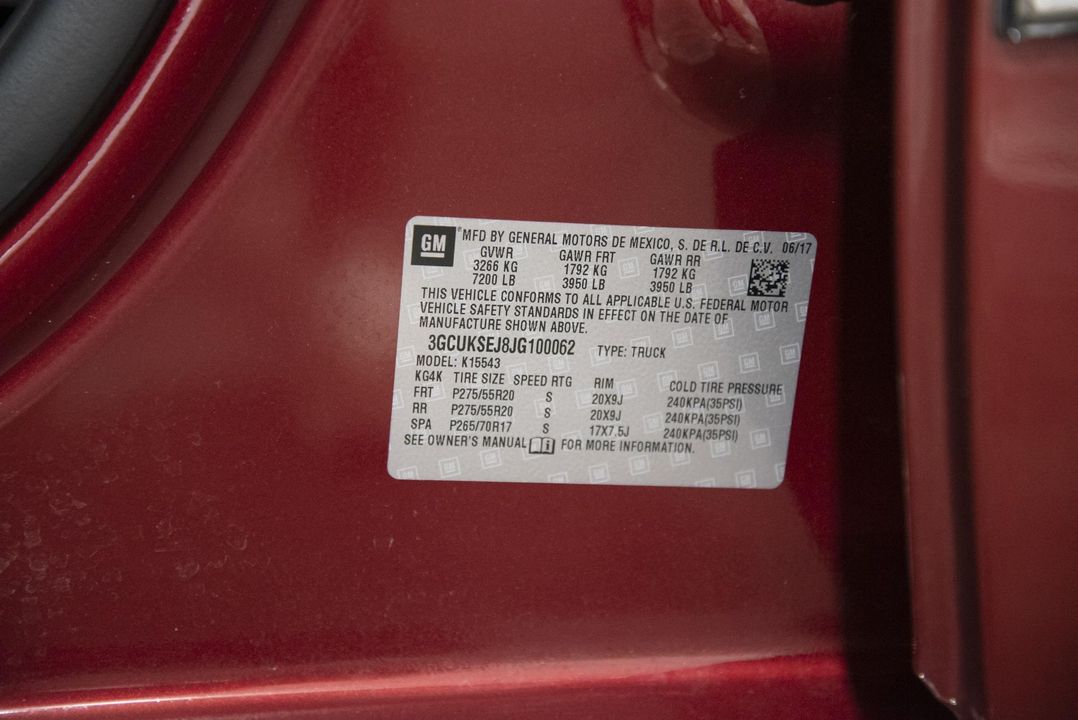 GM ®MFD BY GENERAL MOTORS DE MEXICO, S. DE R.L. DE C.V. 06/17
GVWR GAWR FRT GAWR RR
3266 KG 1792 KG 1792 KG
7200 LB 3950 LB 3950 LB
THIS VEHICLE CONFORMS TO ALL APPLICABLE U.S. FEDERAL MOTOR
VEHICLE SAFETY STANDARDS IN EFFECT ON THE DATE OF
MANUFACTURE SHOWN ABOVE.
3GCUKSEJ8JG100062 TYPE: TRUCK
MODEL: K15543
KG4K TIRE SIZE SPEED RTG RIM COLD TIRE PRESSURE
FRT P275/55R20 S 20X9J 240KPA(35PSI)
RR P275/55R20 S 20X9J 240KPA(35PSI)
SPA P265/70R17 S 17X7.5J 240KPA(35PSI)
SEE OWNER'S MANUAL FOR MORE INFORMATION.